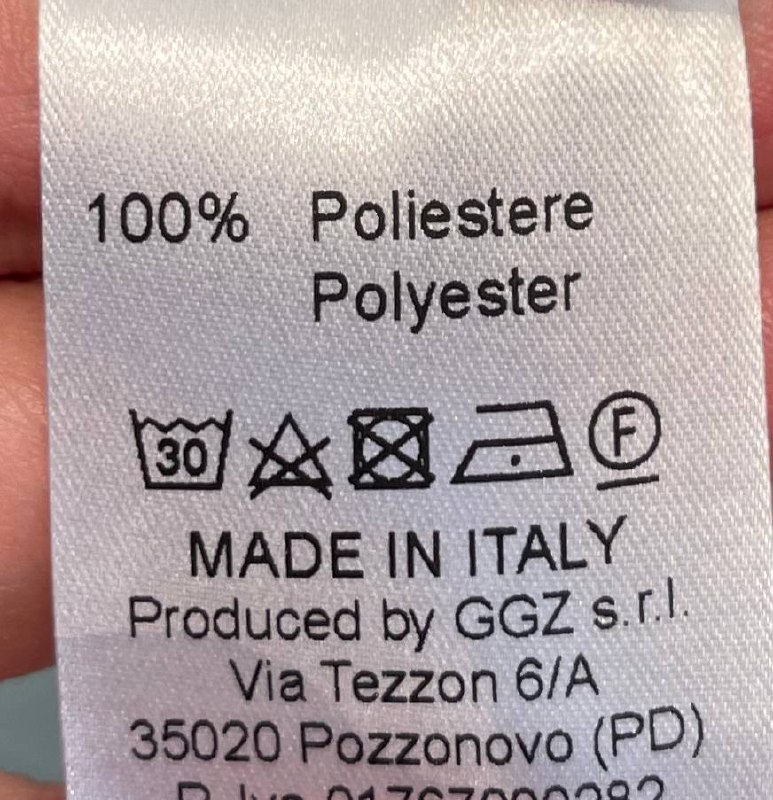 100% Poliestere
Polyester
30 F
MADE IN ITALY
Produced by GGZ s.r.l.
Via Tezzon 6/A
35020 Pozzonovo (PD)